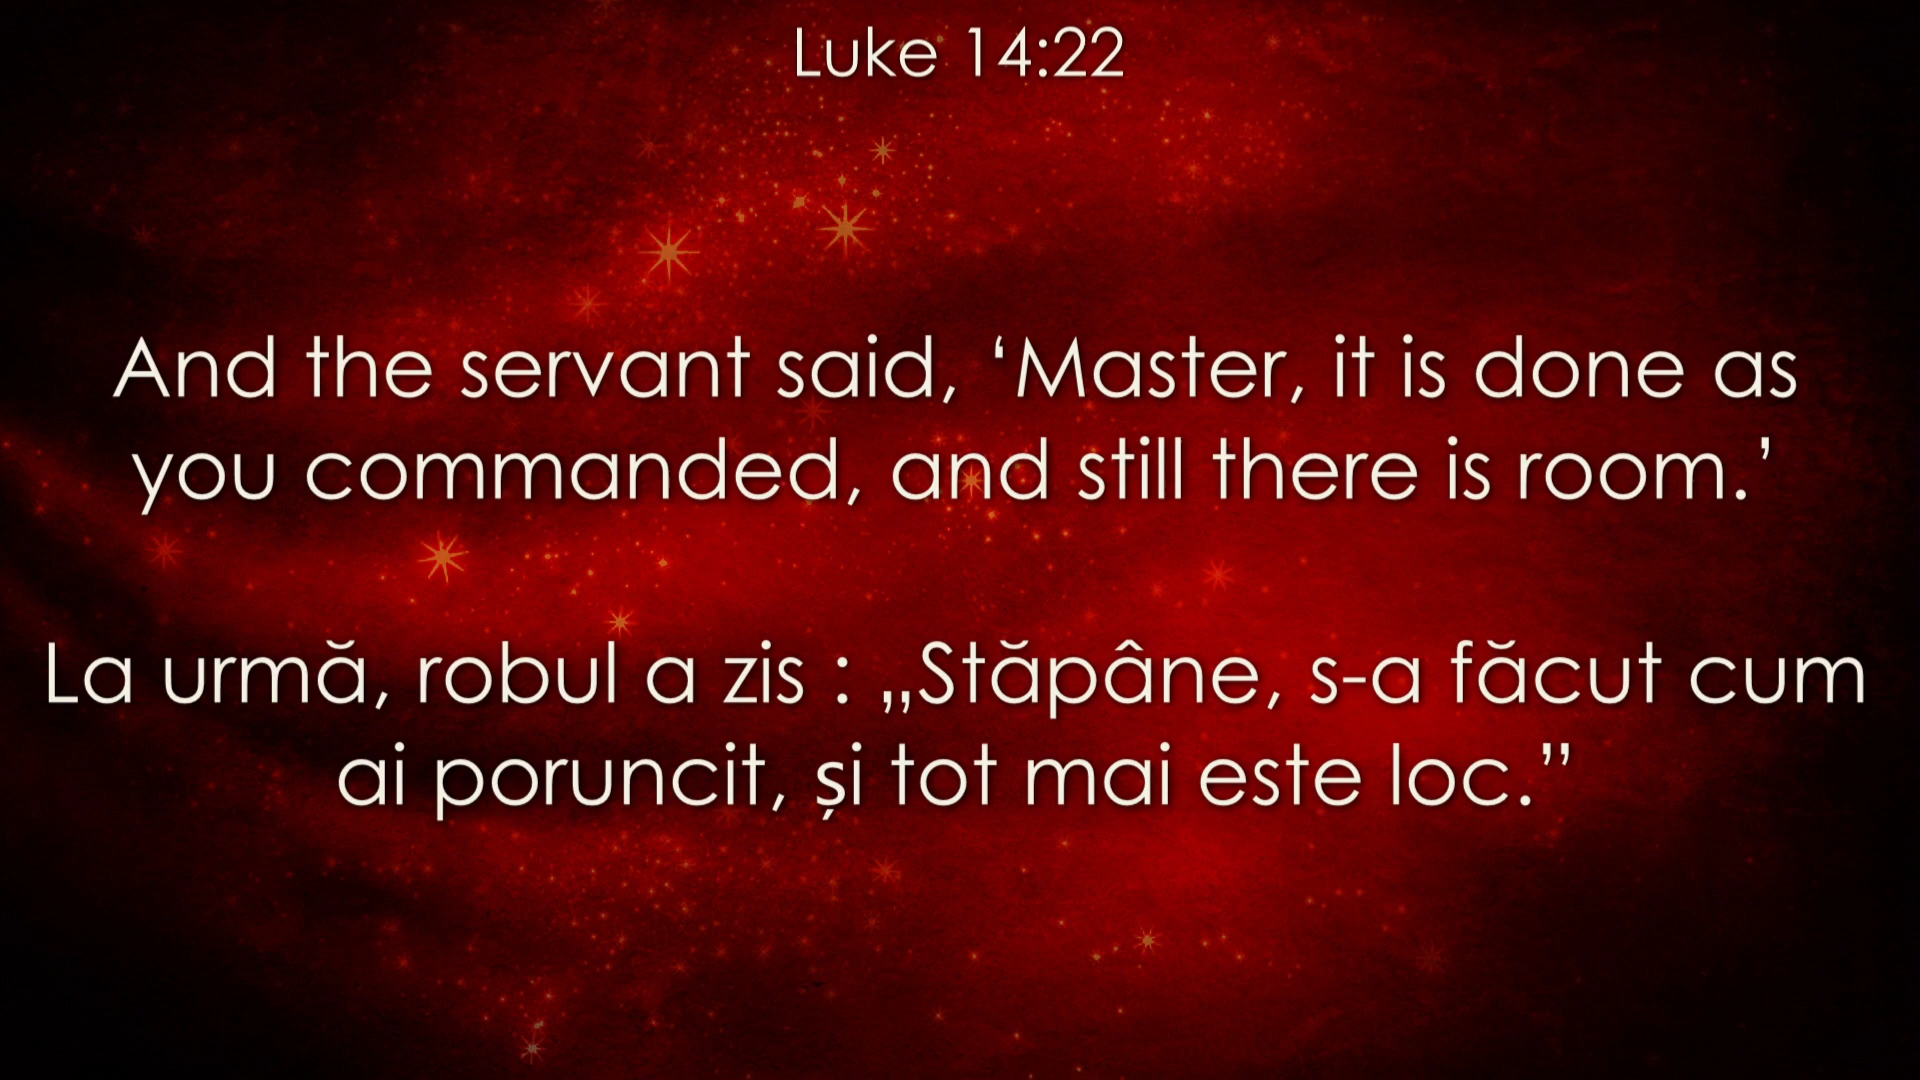 Luke 14:22
And the servant said, ‘Master, it is done as
you commanded, and still there is room.’
La urmă, robul a zis : „Stăpâne, s-a făcut cum
ai poruncit, și tot mai este loc.”